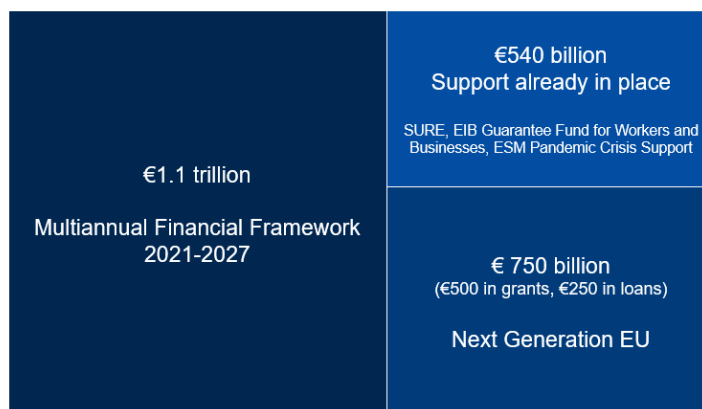 €1.1 trillion
Multiannual Financial Framework
2021-2027
€540 billion
Support already in place
SURE, EIB Guarantee Fund for Workers and
Businesses, ESM Pandemic Crisis Support
€ 750 billion
(€500 in grants, €250 in loans)
Next Generation EU